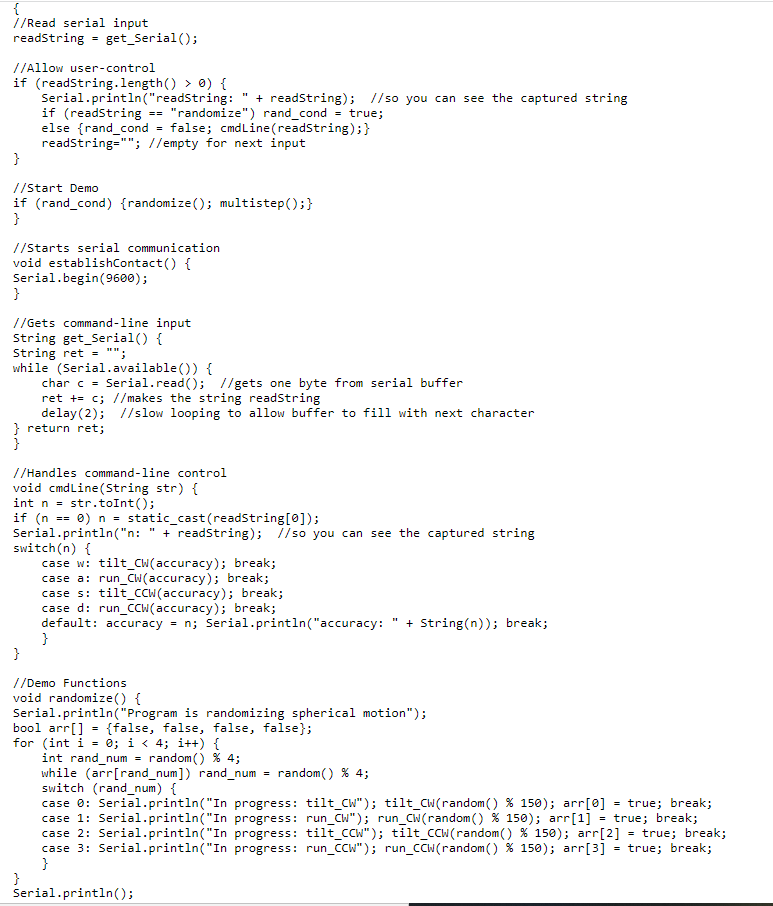 {
//Read serial input
readString = get_Serial();
//Allow user-control
if (readString.length() > 0) {
Serial.println("readString: " + readString);  //so you can see the captured string
if (readString == "randomize") rand_cond = true;
else {rand_cond = false; cmdLine(readString);}
readString=""; //empty for next input
}
//Start Demo
if (rand_cond) {randomize(); multistep();}
}
//Starts serial communication
void establishContact() {
Serial.begin(9600);
}
//Gets command-line input
String get_Serial() {
String ret = "";
while (Serial.available()) {
char c = Serial.read();  //gets one byte from serial buffer
ret += c; //makes the string readString
delay(2);  //slow looping to allow buffer to fill with next character
} return ret;
}
//Handles command-line control
void cmdLine(String str) {
int n = str.toInt();
if (n == 0) n = static_cast(readString[0]);
Serial.println("n: " + readString);  //so you can see the captured string
switch(n) {
case w: tilt_CW(accuracy); break;
case a: run_CW(accuracy); break;
case s: tilt_CCW(accuracy); break;
case d: run_CCW(accuracy); break;
default: accuracy = n; Serial.println("accuracy: " + String(n)); break;
}
}
//Demo Functions
void randomize() {
Serial.println("Program is randomizing spherical motion");
bool arr[] = {false, false, false, false};
for (int i = 0; i < 4; i++) {
int rand_num = random() % 4;
while (arr[rand_num]) rand_num = random() % 4;
switch (rand_num) {
case 0: Serial.println("In progress: tilt_CW"); tilt_CW(random() % 150); arr[0] = true; break;
case 1: Serial.println("In progress: run_CW"); run_CW(random() % 150); arr[1] = true; break;
case 2: Serial.println("In progress: tilt_CCW"); tilt_CCW(random() % 150); arr[2] = true; break;
case 3: Serial.println("In progress: run_CCW"); run_CCW(random() % 150); arr[3] = true; break;
}
}
Serial.println();